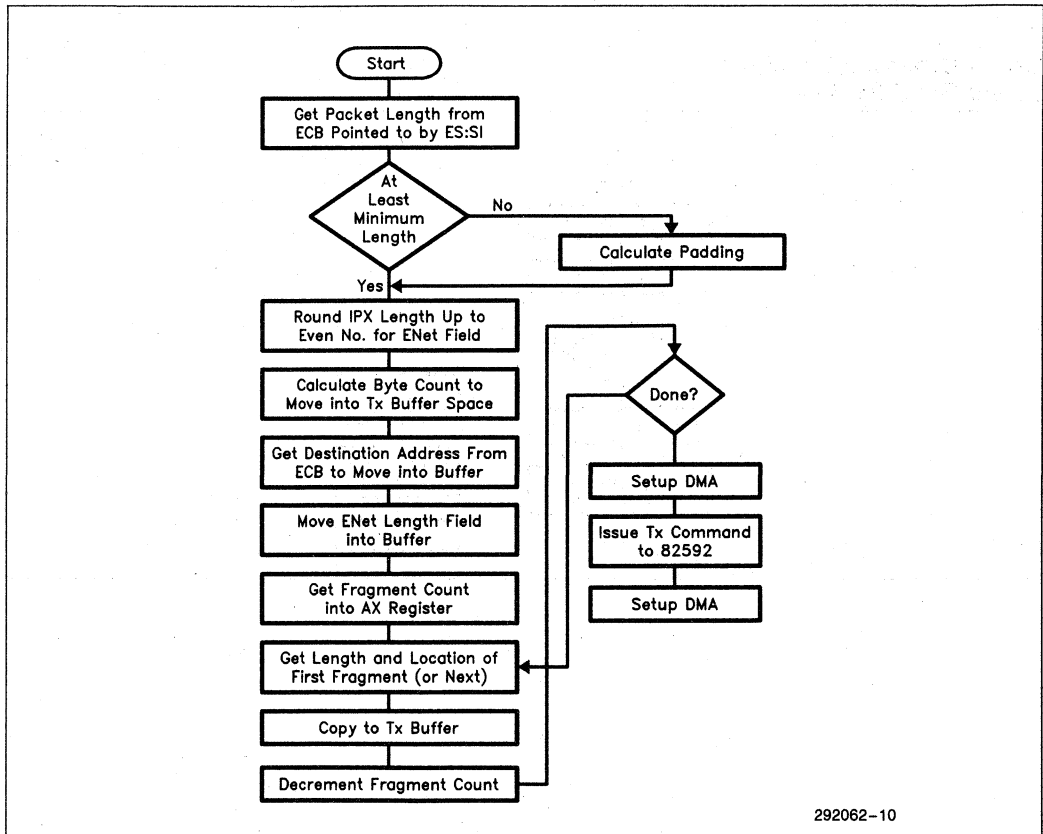 Start
Get Packet Length from
ECB Pointed to by ES:SI
At
Least
Minimum
Length
No
Calculate Padding
Yes
Round IPX Length Up to
Even No. for ENet Field
Calculate Byte Count to
Move into Tx Buffer Space
Get Destination Address From
ECB to Move into Buffer
Move ENet Length Field
into Buffer
Get Fragment Count
into AX Register
Get Length and Location of
First Fragment (or Next)
Copy to Tx Buffer
Decrement Fragment Count
Done?
Setup DMA
Issue Tx Command
to 82592
Setup DMA
292062-10